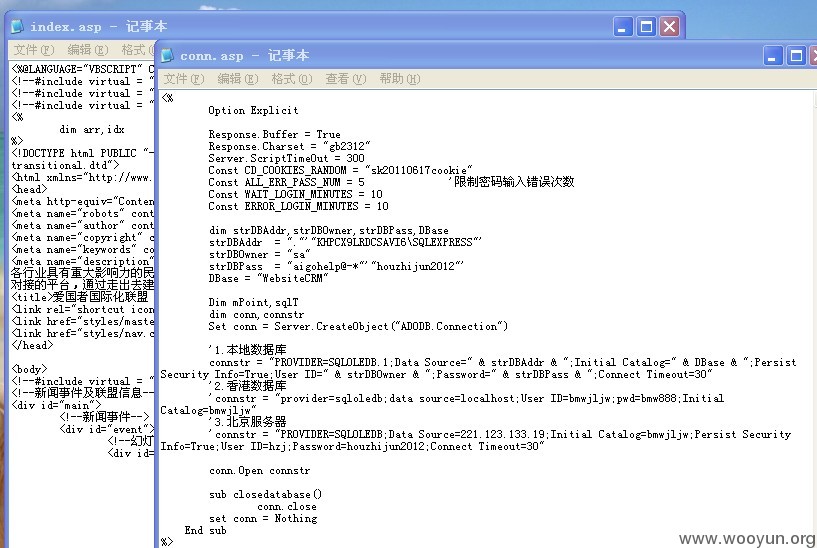 index.asp - 记事本
文件(F) 编辑(E) 格式(
<%@LANGUAGE="VBSCRIPT" C
<!--#include virtual = "
<!--#include virtual = "
<!--#include virtual = "
<%
dim arr,idx
%>
<!DOCTYPE html PUBLIC "-
transitional.dtd">
<html xmlns="http://www.
<head>
<meta http-equiv="Conten
<meta name="robots" cont
<meta name="author" cont
<meta name="copyright" c
<meta name="keywords" co
<meta name="description"
各行业具有重大影响力的民
对接的平台，通过走出去建
<title>爱国者国际化联盟
<link rel="shortcut icon
<link href="styles/maste
<link href="styles/nav.c
</head>
<body>
<!--#include virtual = "
<!--新闻事件及联盟信息--
<div id="main">
<!--新闻事件-->
<div id="event">
<!--幻灯
<div id=
conn.asp - 记事本
文件(F) 编辑(E) 格式(O) 查看(V) 帮助(H)
<%
Option Explicit
Response.Buffer = True
Response.Charset = "gb2312"
Server.ScriptTimeOut = 300
Const CD_COOKIES_RANDOM = "sk20110617cookie"
Const ALL_ERR_PASS_NUM = 5 '限制密码输入错误次数
Const WAIT_LOGIN_MINUTES = 10
Const ERROR_LOGIN_MINUTES = 10
dim strDBAddr,strDBOwner,strDBPass,DBase
strDBAddr = "."'"KHPCX9LRDCSAVI6\SQLEXPRESS"'
strDBOwner = "sa"
strDBPass = "aigohelp@-*"'"houzhijun2012"'
DBase = "WebsiteCRM"
Dim mPoint,sqlT
dim conn,connstr
Set conn = Server.CreateObject("ADODB.Connection")
'1.本地数据库
connstr = "PROVIDER=SQLOLEDB.1;Data Source=" & strDBAddr & ";Initial Catalog=" & DBase & ";Persist
Security Info=True;User ID=" & strDBOwner & ";Password=" & strDBPass & ";Connect Timeout=30"
'2.香港数据库
'connstr = "provider=sqloledb;data source=localhost;User ID=bmwjljw;pwd=bmw888;Initial
Catalog=bmwjljw"
'3.北京服务器
'connstr = "PROVIDER=SQLOLEDB;Data Source=221.123.133.19;Initial Catalog=bmwjljw;Persist Security
Info=True;User ID=hzj;Password=houzhijun2012;Connect Timeout=30"
conn.Open connstr
sub closedatabase()
conn.close
set conn = Nothing
End sub
%>
www.wooyun.org